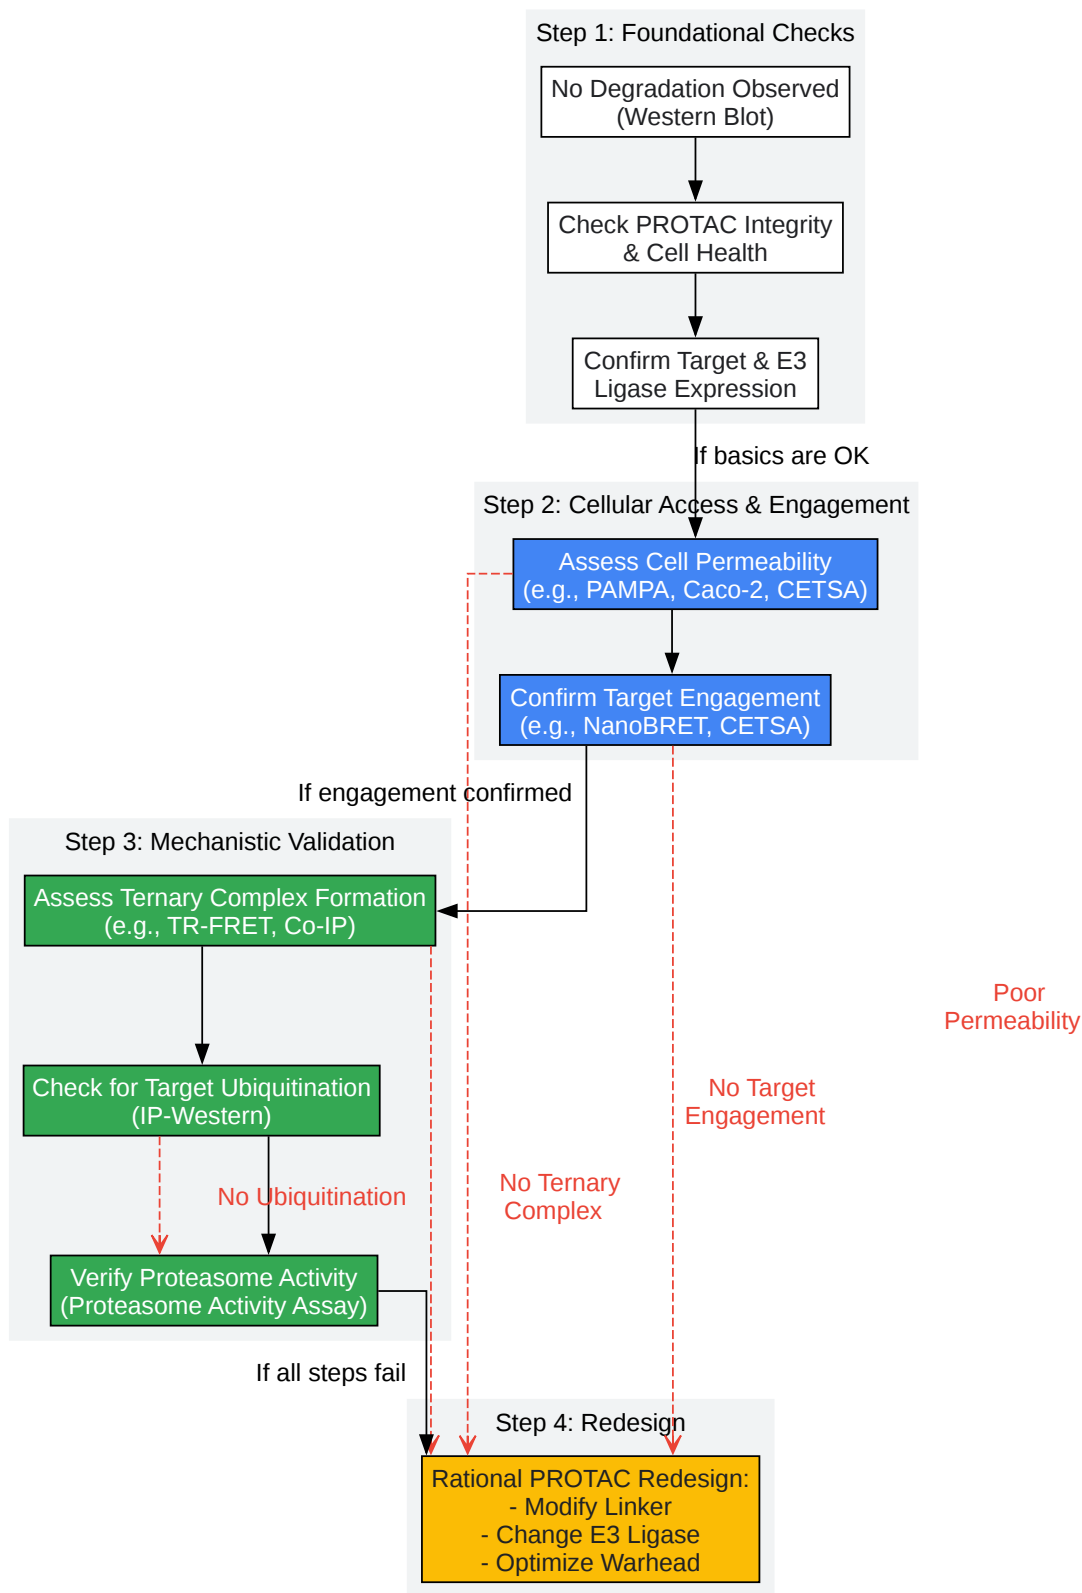 Step 1: Foundational Checks
No Degradation Observed
(Western Blot)
Check PROTAC Integrity
& Cell Health
Confirm Target & E3
Ligase Expression
If basics are OK
Step 2: Cellular Access & Engagement
Assess Cell Permeability
(e.g., PAMPA, Caco-2, CETSA)
Confirm Target Engagement
(e.g., NanoBRET, CETSA)
If engagement confirmed
Step 3: Mechanistic Validation
Assess Ternary Complex Formation
(e.g., TR-FRET, Co-IP)
Poor
Permeability
Check for Target Ubiquitination
(IP-Western)
No Target
Engagement
No Ubiquitination
No Ternary
Complex
Verify Proteasome Activity
(Proteasome Activity Assay)
If all steps fail
Step 4: Redesign
Rational PROTAC Redesign:
- Modify Linker
- Change E3 Ligase
- Optimize Warhead